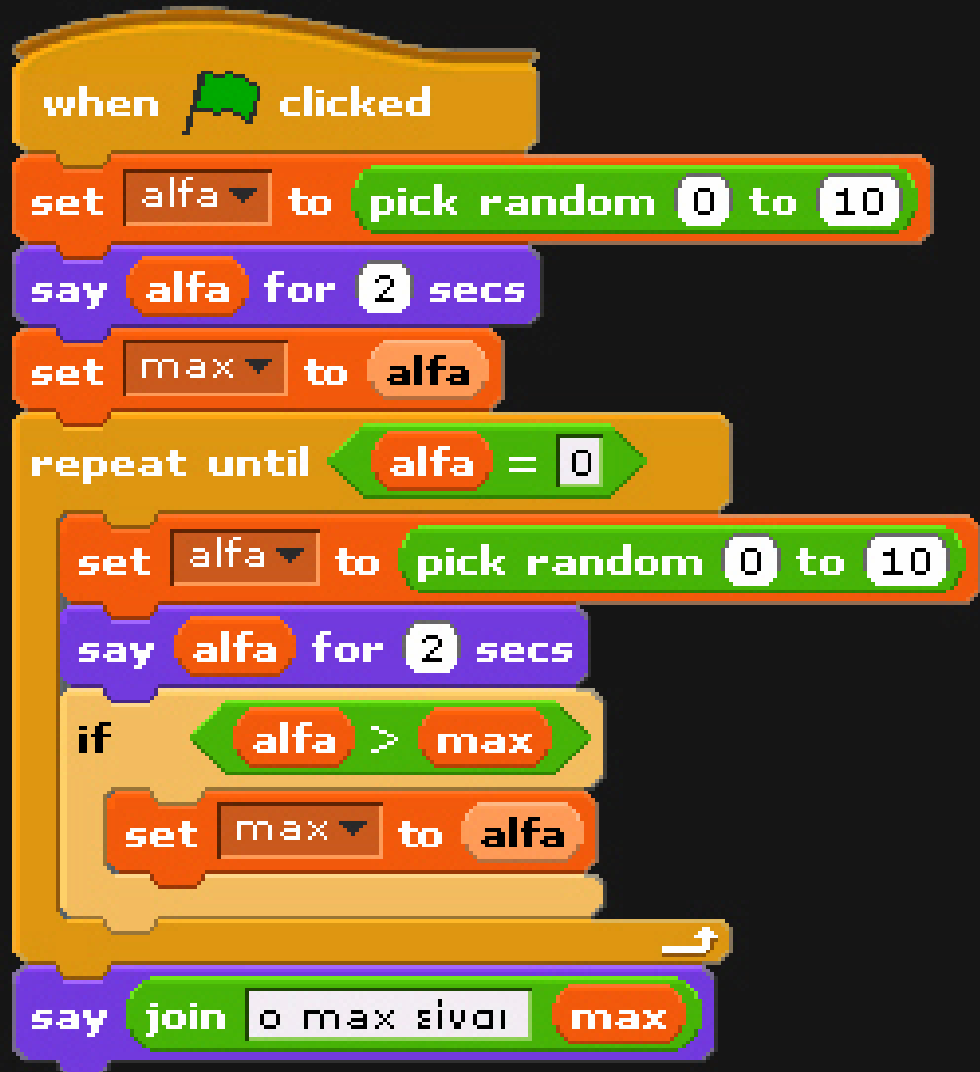 when clicked
set alfa to pick random 0 to 10
say alfa for 2 secs
set max to alfa
repeat until alfa = 0
set alfa to pick random 0 to 10
say alfa for 2 secs
if alfa > max
set max to alfa
say join ο max είναι max